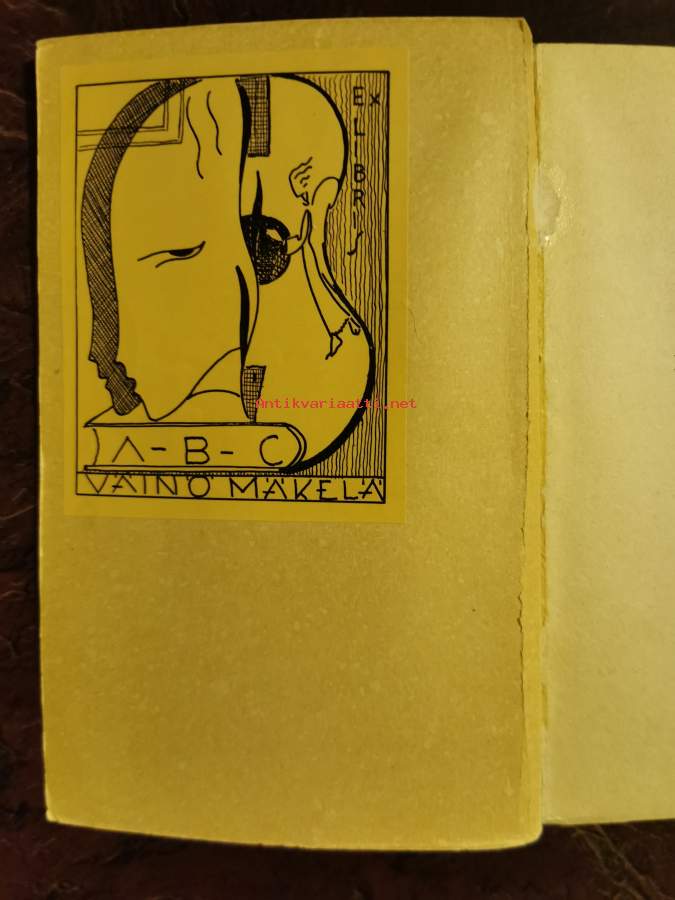 EX LIBRIS
Antikvariaatti.net
A-B-C
VÄINÖ MÄKELÄ